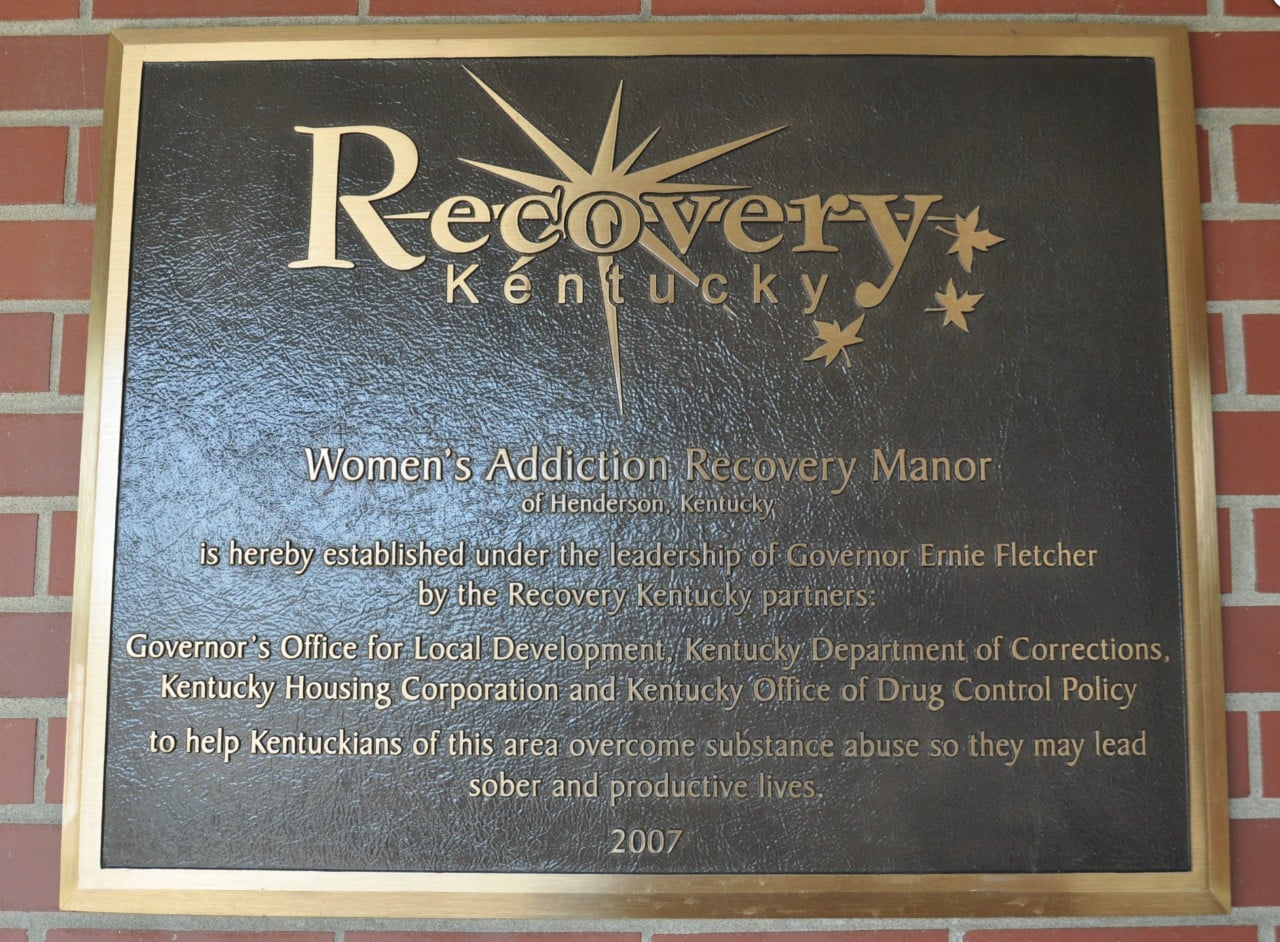 Recovery
Kéntucky
Women's Addiction Recovery Manor
of Henderson, Kentucky
is hereby established under the leadership of Governor Ernie Fletcher
by the Recovery Kentucky partners:
Governor's Office for Local Development, Kentucky Department of Corrections,
Kentucky Housing Corporation and Kentucky Office of Drug Control Policy
to help Kentuckians of this area overcome substance abuse so they may lead
sober and productive lives.
2007